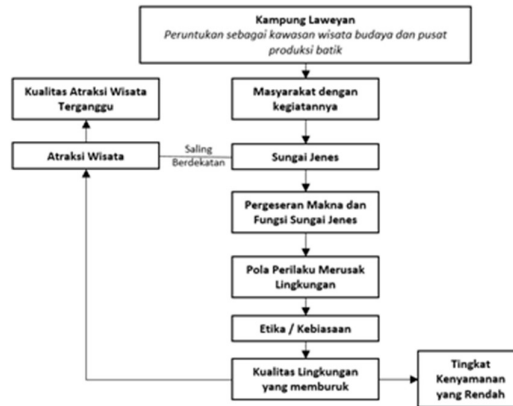 Kampung Laweyan
Peruntukan sebagai kawasan wisata budaya dan pusat
produksi batik
Kualitas Atraksi Wisata
Terganggu
Masyarakat dengan
kegiatannya
Atraksi Wisata
Saling
Berdekatan
Sungai Jenes
Pergeseran Makna dan
Fungsi Sungai Jenes
Pola Perilaku Merusak
Lingkungan
Etika / Kebiasaan
Kualitas Lingkungan
yang memburuk
Tingkat
Kenyamanan
yang Rendah